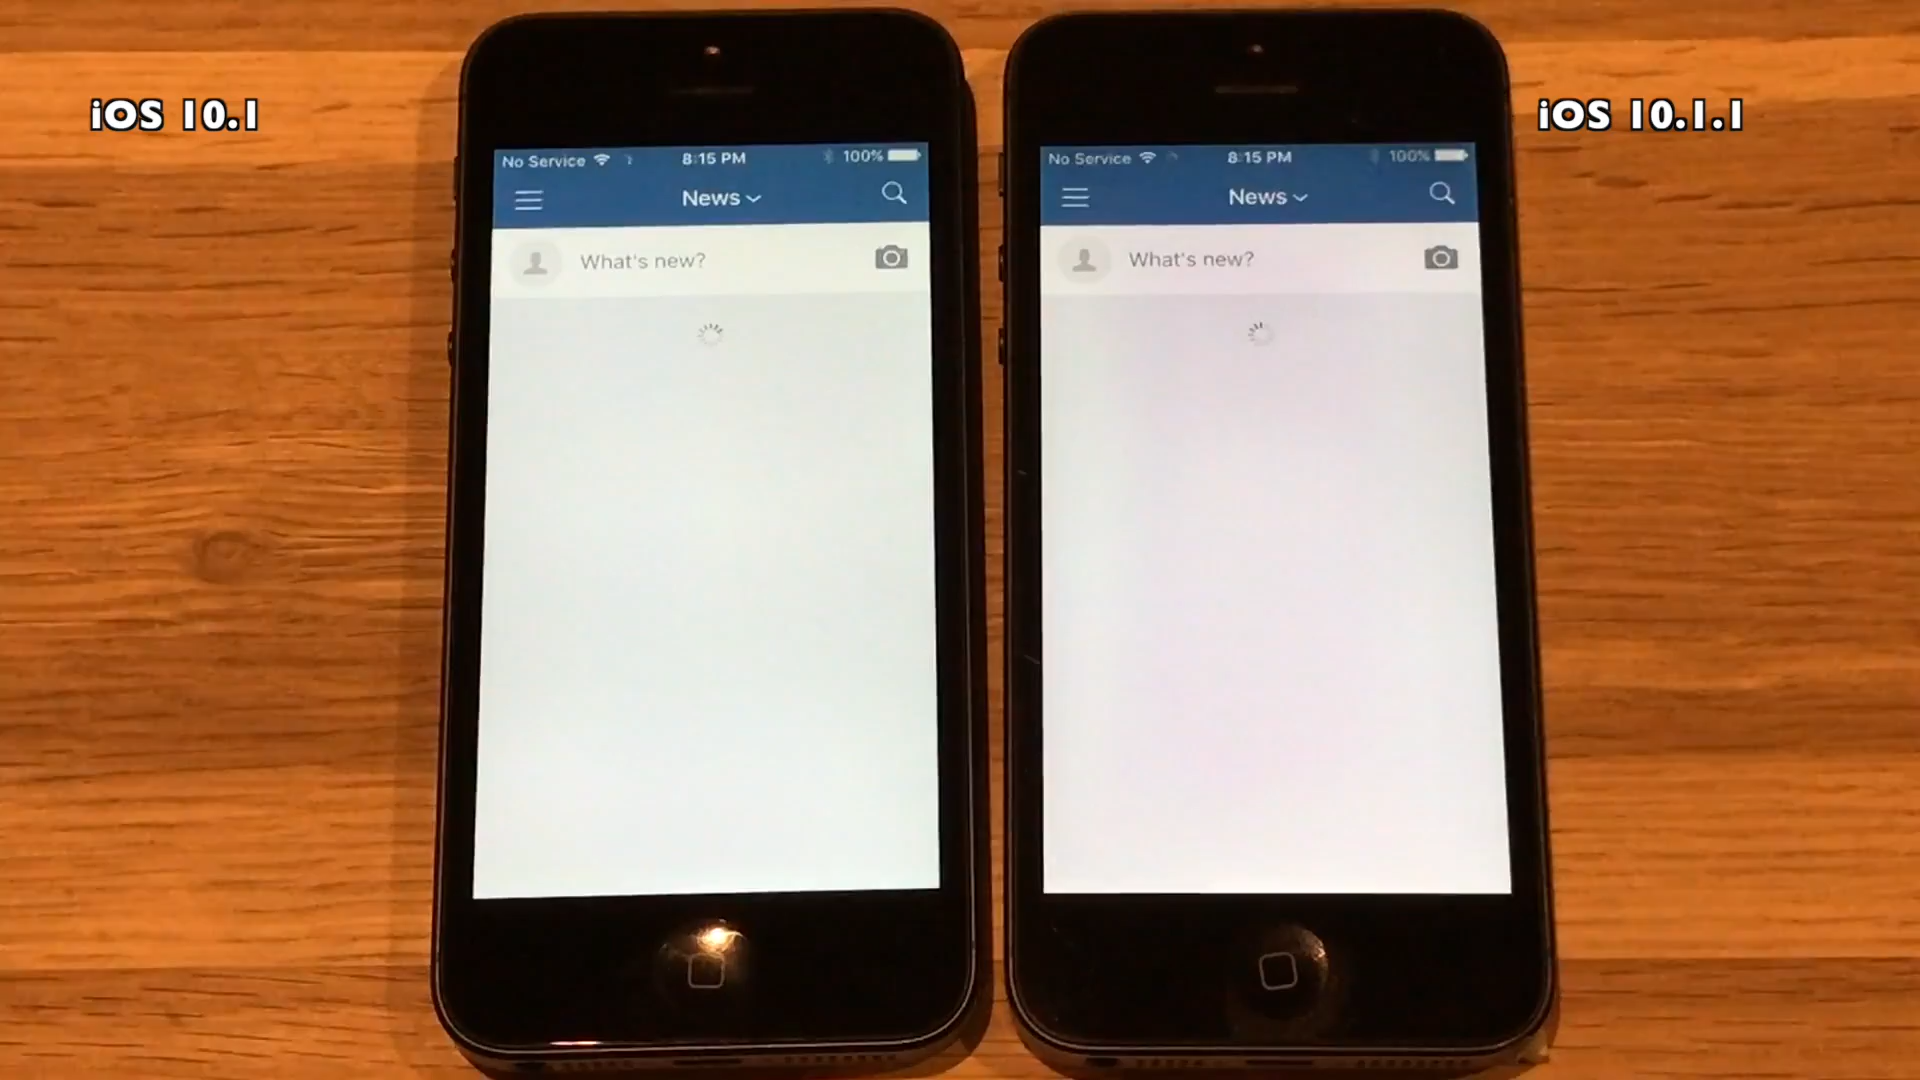 iOS 10.1
iOS 10.1.1
No Service 8:15 PM 100%
News
What's new?
No Service 8:15 PM 100%
News
What's new?